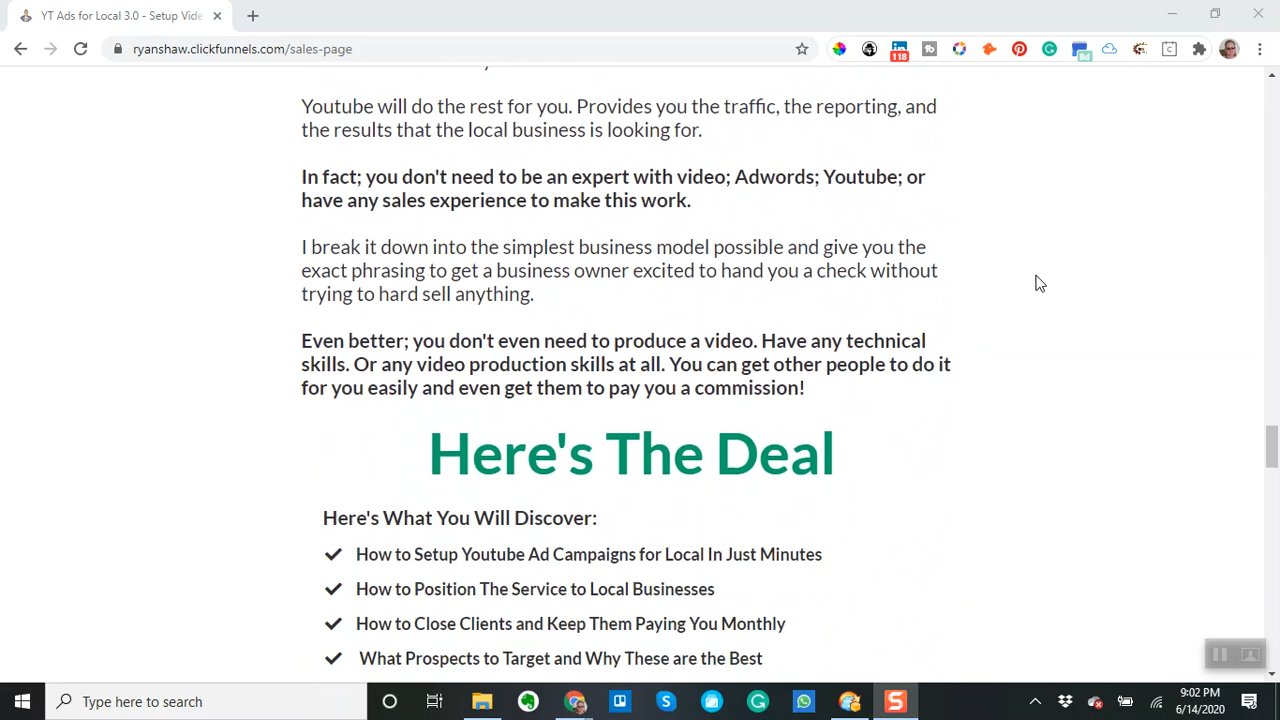 YT Ads for Local 3.0 - Setup Vide
ryanshaw.clickfunnels.com/sales-page
118
8d
Youtube will do the rest for you. Provides you the traffic, the reporting, and
the results that the local business is looking for.
In fact; you don't need to be an expert with video; Adwords; Youtube; or
have any sales experience to make this work.
I break it down into the simplest business model possible and give you the
exact phrasing to get a business owner excited to hand you a check without
trying to hard sell anything.
Even better; you don't even need to produce a video. Have any technical
skills. Or any video production skills at all. You can get other people to do it
for you easily and even get them to pay you a commission!
Here's The Deal
Here's What You Will Discover:
How to Setup Youtube Ad Campaigns for Local In Just Minutes
How to Position The Service to Local Businesses
How to Close Clients and Keep Them Paying You Monthly
What Prospects to Target and Why These are the Best
Type here to search
9:02 PM
6/14/2020